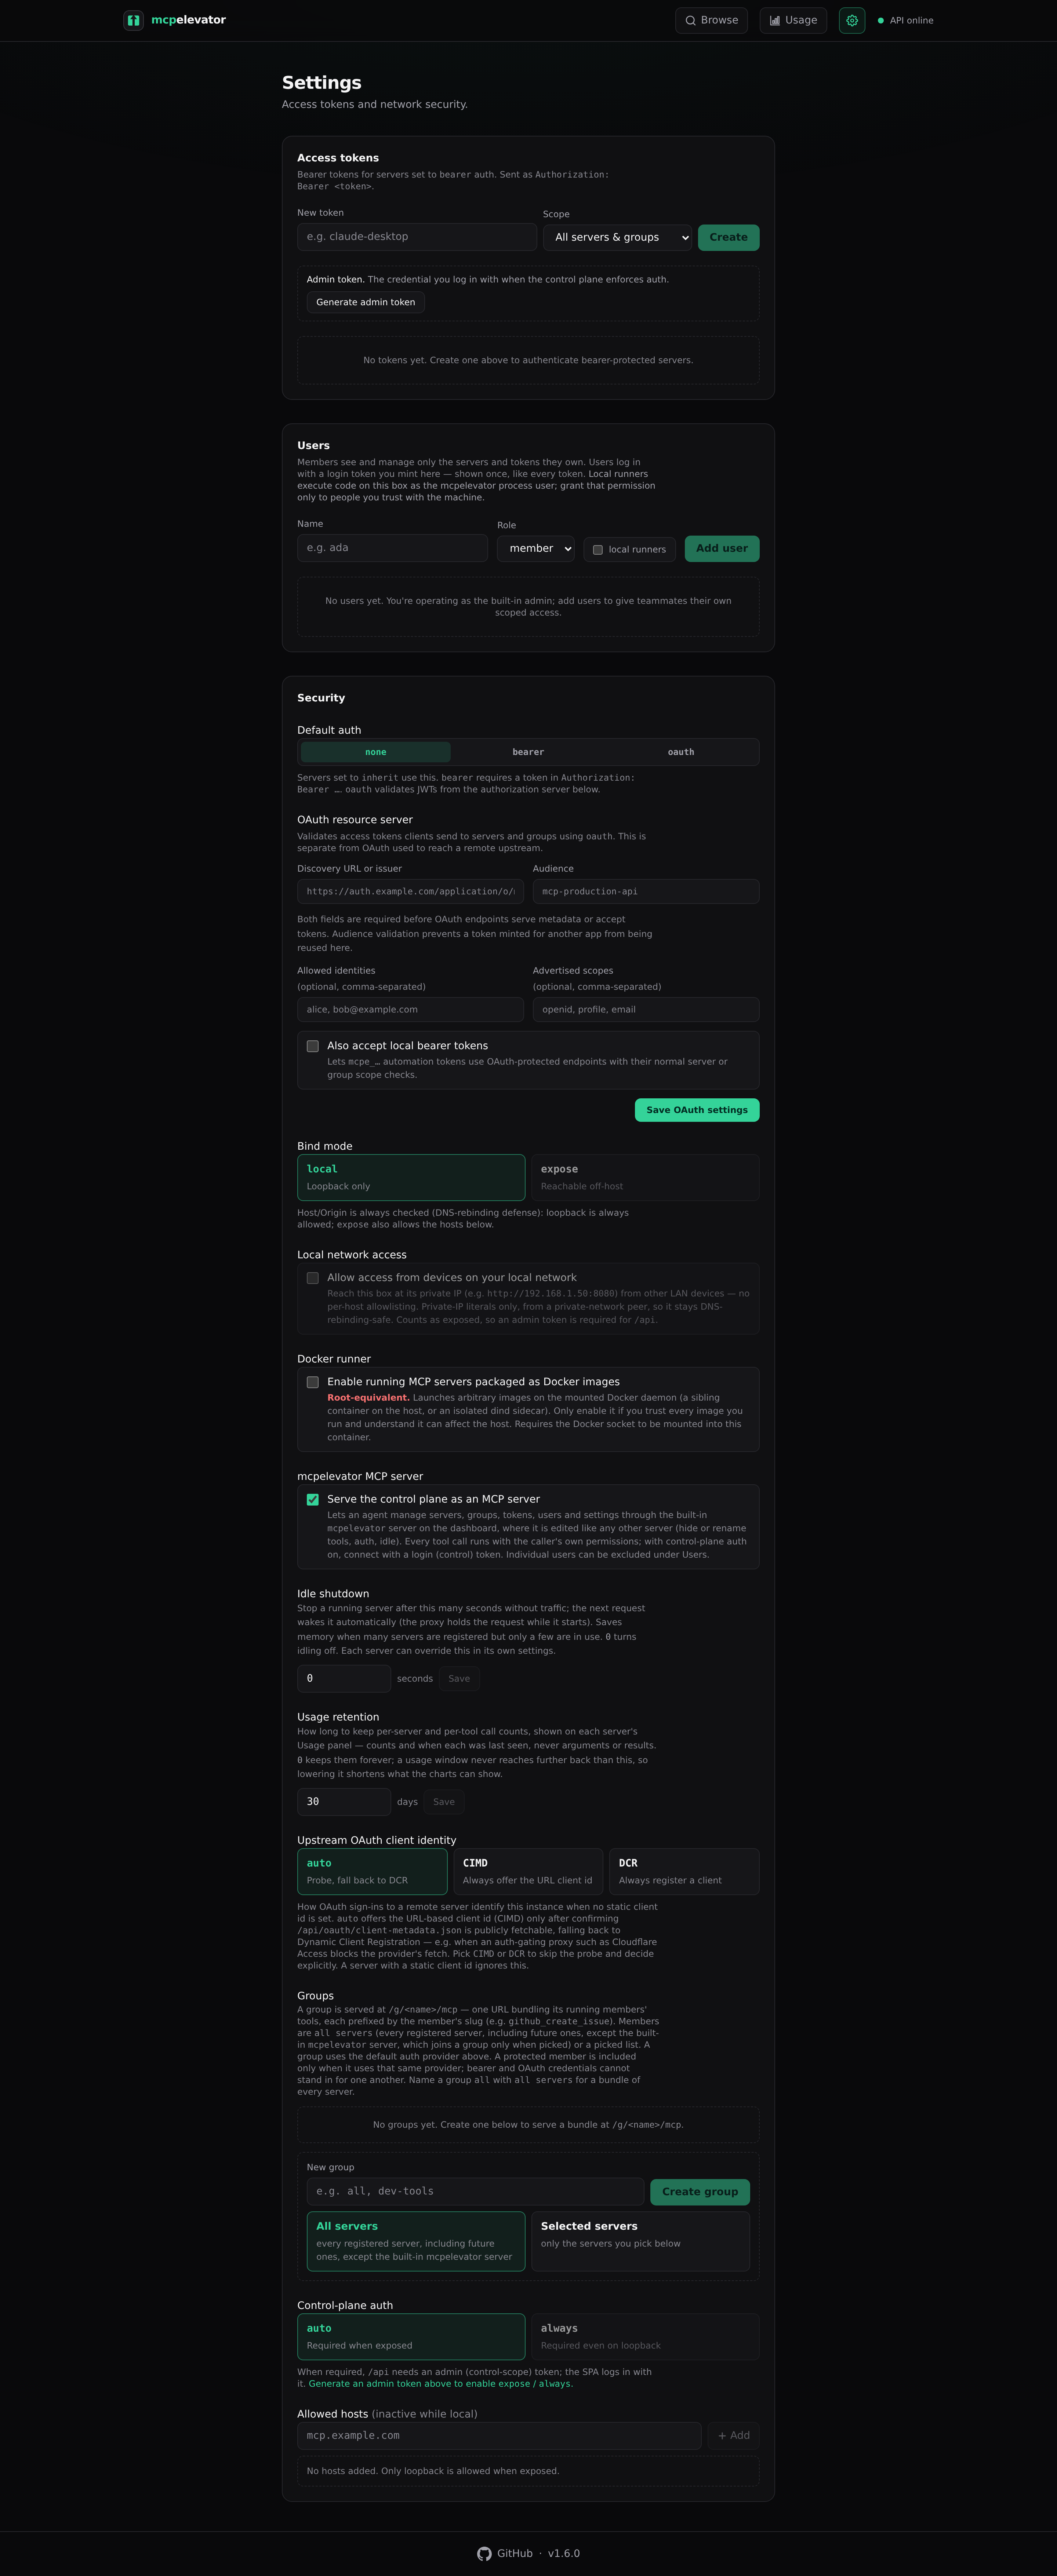 mcpelevator
Browse
Usage
API online
Settings
Access tokens and network security.
Access tokens
Bearer tokens for servers set to bearer auth. Sent as Authorization:
Bearer <token>.
New token
Scope
e.g. claude-desktop
All servers & groups
Create
Admin token. The credential you log in with when the control plane enforces auth.
Generate admin token
No tokens yet. Create one above to authenticate bearer-protected servers.
Users
Members see and manage only the servers and tokens they own. Users log in
with a login token you mint here — shown once, like every token. Local runners
execute code on this box as the mcpelevator process user; grant that permission
only to people you trust with the machine.
Name
Role
e.g. ada
member
local runners
Add user
No users yet. You're operating as the built-in admin; add users to give teammates their own
scoped access.
Security
Default auth
none
bearer
oauth
Servers set to inherit use this. bearer requires a token in Authorization:
Bearer …. oauth validates JWTs from the authorization server below.
OAuth resource server
Validates access tokens clients send to servers and groups using oauth. This is
separate from OAuth used to reach a remote upstream.
Discovery URL or issuer
Audience
https://auth.example.com/application/o/
mcp-production-api
Both fields are required before OAuth endpoints serve metadata or accept
tokens. Audience validation prevents a token minted for another app from being
reused here.
Allowed identities
Advertised scopes
(optional, comma-separated)
(optional, comma-separated)
alice, bob@example.com
openid, profile, email
Also accept local bearer tokens
Lets mcpe_… automation tokens use OAuth-protected endpoints with their normal server or
group scope checks.
Save OAuth settings
Bind mode
local
Loopback only
expose
Reachable off-host
Host/Origin is always checked (DNS-rebinding defense): loopback is always
allowed; expose also allows the hosts below.
Local network access
Allow access from devices on your local network
Reach this box at its private IP (e.g. http://192.168.1.50:8080) from other LAN devices — no
per-host allowlisting. Private-IP literals only, from a private-network peer, so it stays DNS-
rebinding-safe. Counts as exposed, so an admin token is required for /api.
Docker runner
Enable running MCP servers packaged as Docker images
Root-equivalent. Launches arbitrary images on the mounted Docker daemon (a sibling
container on the host, or an isolated dind sidecar). Only enable it if you trust every image you
run and understand it can affect the host. Requires the Docker socket to be mounted into this
container.
mcpelevator MCP server
Serve the control plane as an MCP server
Lets an agent manage servers, groups, tokens, users and settings through the built-in
mcpelevator server on the dashboard, where it is edited like any other server (hide or rename
tools, auth, idle). Every tool call runs with the caller's own permissions; with control-plane auth
on, connect with a login (control) token. Individual users can be excluded under Users.
Idle shutdown
Stop a running server after this many seconds without traffic; the next request
wakes it automatically (the proxy holds the request while it starts). Saves
memory when many servers are registered but only a few are in use. 0 turns
idling off. Each server can override this in its own settings.
0
seconds
Save
Usage retention
How long to keep per-server and per-tool call counts, shown on each server's
Usage panel — counts and when each was last seen, never arguments or results.
0 keeps them forever; a usage window never reaches further back than this, so
lowering it shortens what the charts can show.
30
days
Save
Upstream OAuth client identity
auto
Probe, fall back to DCR
CIMD
Always offer the URL client id
DCR
Always register a client
How OAuth sign-ins to a remote server identify this instance when no static client
id is set. auto offers the URL-based client id (CIMD) only after confirming
/api/oauth/client-metadata.json is publicly fetchable, falling back to
Dynamic Client Registration — e.g. when an auth-gating proxy such as Cloudflare
Access blocks the provider's fetch. Pick CIMD or DCR to skip the probe and decide
explicitly. A server with a static client id ignores this.
Groups
A group is served at /g/<name>/mcp — one URL bundling its running members'
tools, each prefixed by the member's slug (e.g. github_create_issue). Members
are all servers (every registered server, including future ones, except the built-
in mcpelevator server, which joins a group only when picked) or a picked list. A
group uses the default auth provider above. A protected member is included
only when it uses that same provider; bearer and OAuth credentials cannot
stand in for one another. Name a group all with all servers for a bundle of
every server.
No groups yet. Create one below to serve a bundle at /g/<name>/mcp.
New group
e.g. all, dev-tools
Create group
All servers
every registered server, including future
ones, except the built-in mcpelevator server
Selected servers
only the servers you pick below
Control-plane auth
auto
Required when exposed
always
Required even on loopback
When required, /api needs an admin (control-scope) token; the SPA logs in with
it. Generate an admin token above to enable expose / always.
Allowed hosts (inactive while local)
mcp.example.com
+ Add
No hosts added. Only loopback is allowed when exposed.
GitHub · v1.6.0